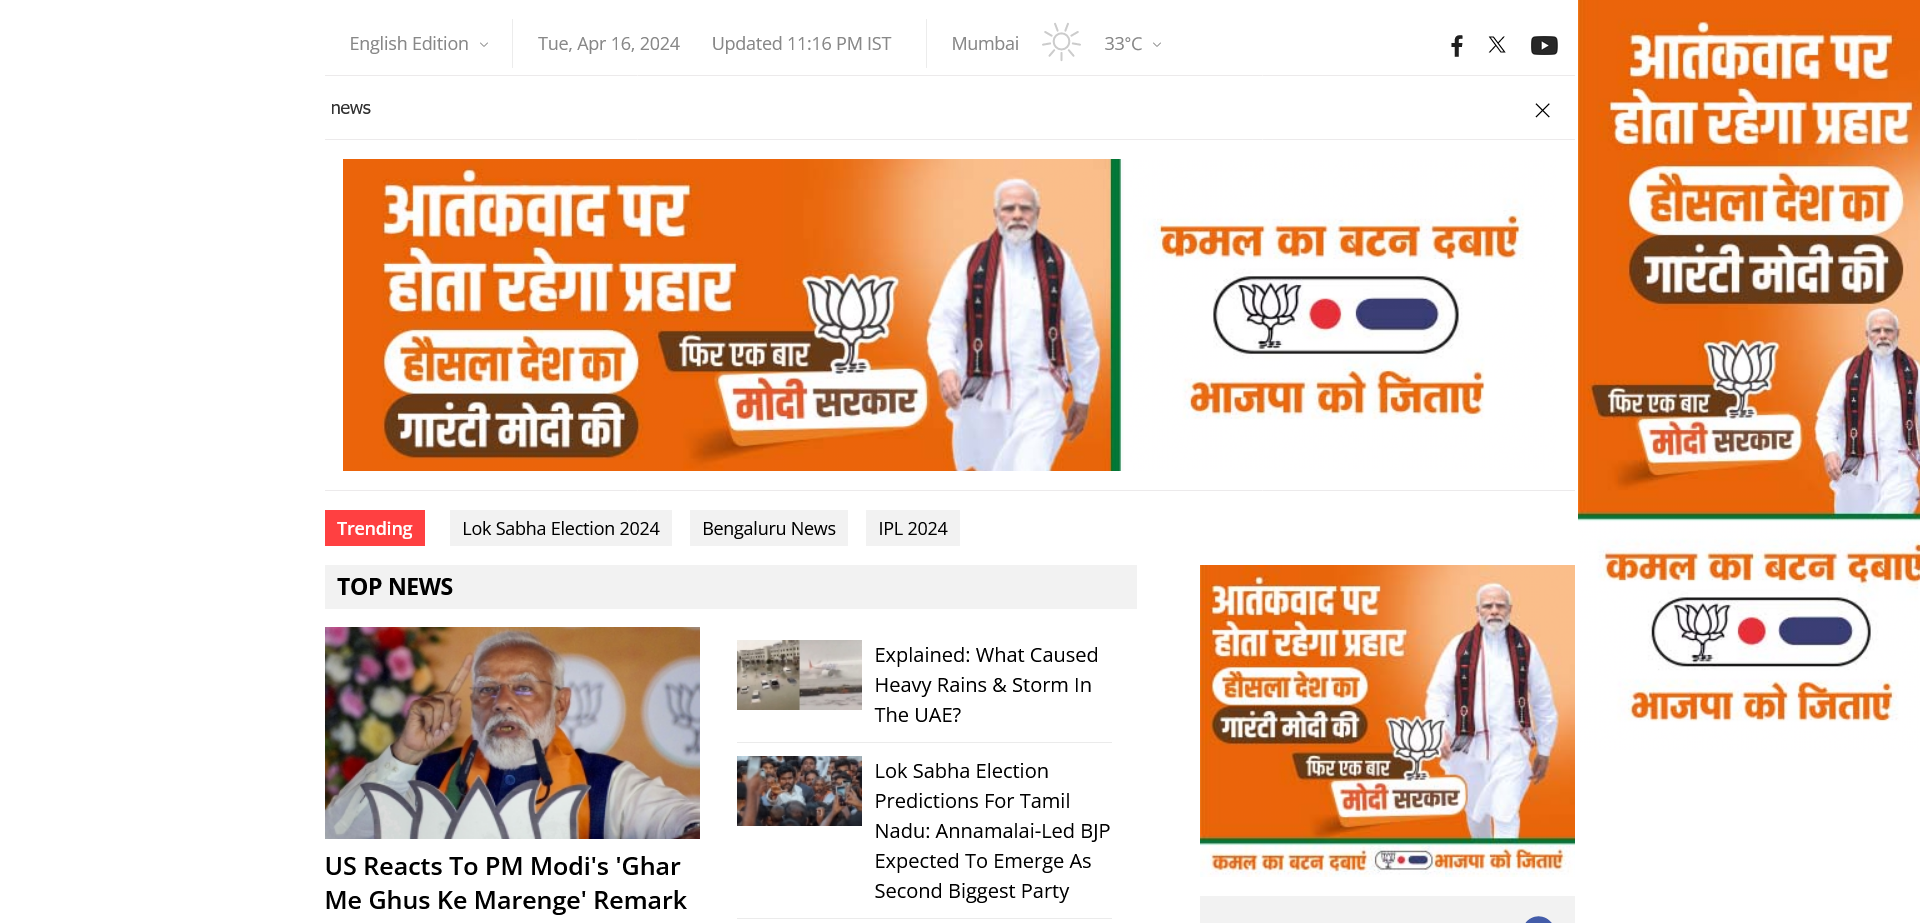 English Edition
Tue, Apr 16, 2024
Updated 11:16 PM IST
Mumbai
33°C
news
आतंकवाद पर
होता रहेगा प्रहार
हौसला देश का
गारंटी मोदी की
फिर एक बार
मोदी सरकार
कमल का बटन दबाएं
भाजपा को जिताएं
आतंकवाद पर
होता रहेगा प्रहार
हौसला देश का
गारंटी मोदी की
फिर एक बार
मोदी सरकार
कमल का बटन दबाएं
भाजपा को जिताएं
Trending
Lok Sabha Election 2024
Bengaluru News
IPL 2024
TOP NEWS
US Reacts To PM Modi's 'Ghar
Me Ghus Ke Marenge' Remark
Explained: What Caused
Heavy Rains & Storm In
The UAE?
Lok Sabha Election
Predictions For Tamil
Nadu: Annamalai-Led BJP
Expected To Emerge As
Second Biggest Party
आतंकवाद पर
होता रहेगा प्रहार
हौसला देश का
गारंटी मोदी की
फिर एक बार
मोदी सरकार
कमल का बटन दबाएं भाजपा को जिताएं